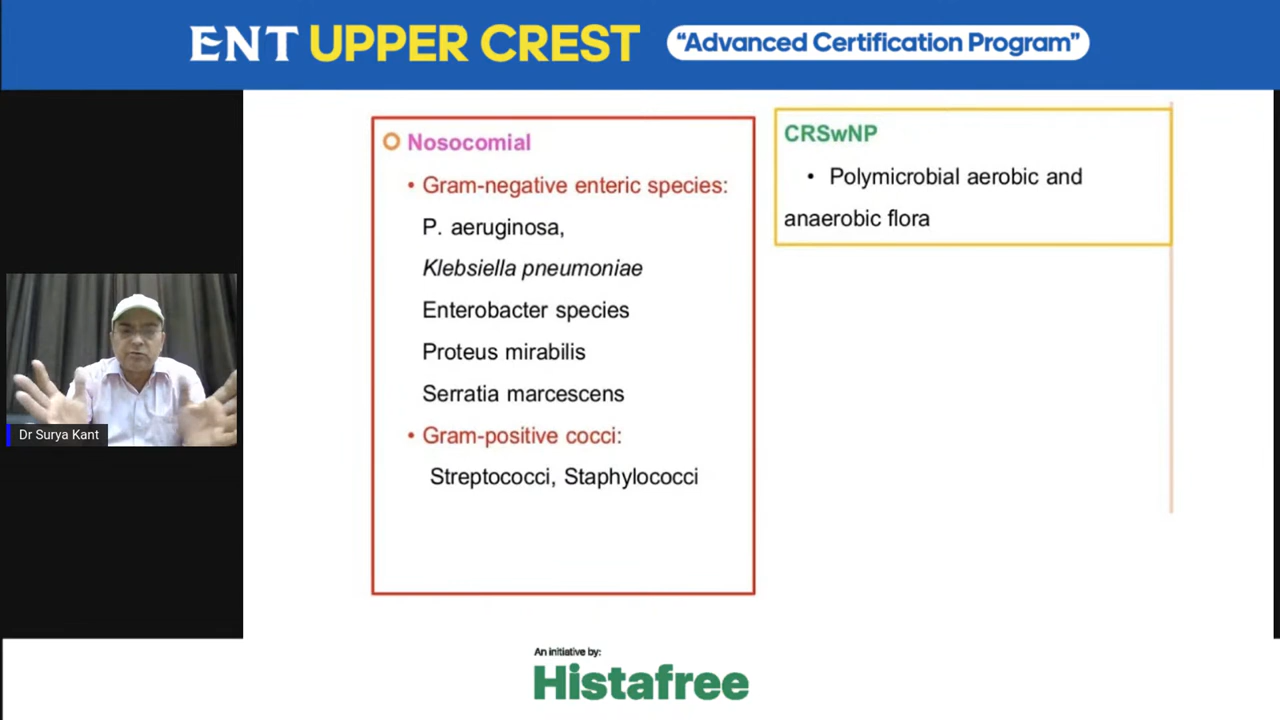 ENT UPPER CREST "Advanced Certification Program"
Nosocomial
• Gram-negative enteric species:
P. aeruginosa,
Klebsiella pneumoniae
Enterobacter species
Proteus mirabilis
Serratia marcescens
• Gram-positive cocci:
Streptococci, Staphylococci
CRSwNP
• Polymicrobial aerobic and
anaerobic flora
Dr Surya Kant
An initiative by:
Histafree